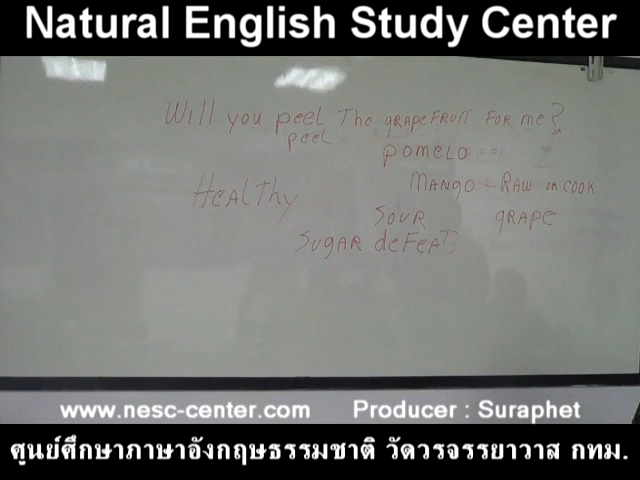 Natural English Study Center
Will you peel The gRApeFRUIT FOR me?
peel
pomeLo
HeALThy
MANgO = RAW OR COOK
SOUR gRApe
SUgAR deFeAT.
www.nesc-center.com Producer : Suraphet
ศูนย์ศึกษาภาษาอังกฤษธรรมชาติ วัดวรจรรยาวาส กทม.